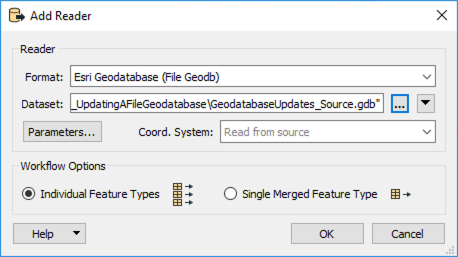 Add Reader
Reader
Format: Esri Geodatabase (File Geodb)
Dataset: _UpdatingAFileGeodatabase\GeodatabaseUpdates_Source.gdb" ...
Parameters... Coord. System: Read from source
Workflow Options
Individual Feature Types Single Merged Feature Type
Help OK Cancel